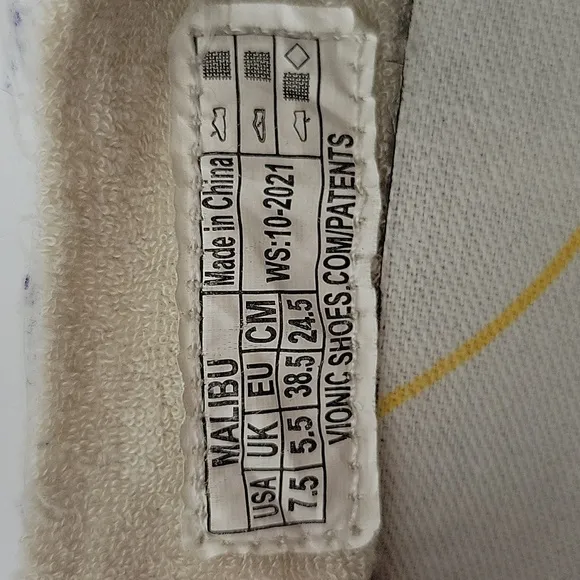 MALIBU Made in China
USA UK EU CM WS:10-2021
7.5 5.5 38.5 24.5
VIONIC SHOES.COM/PATENTS